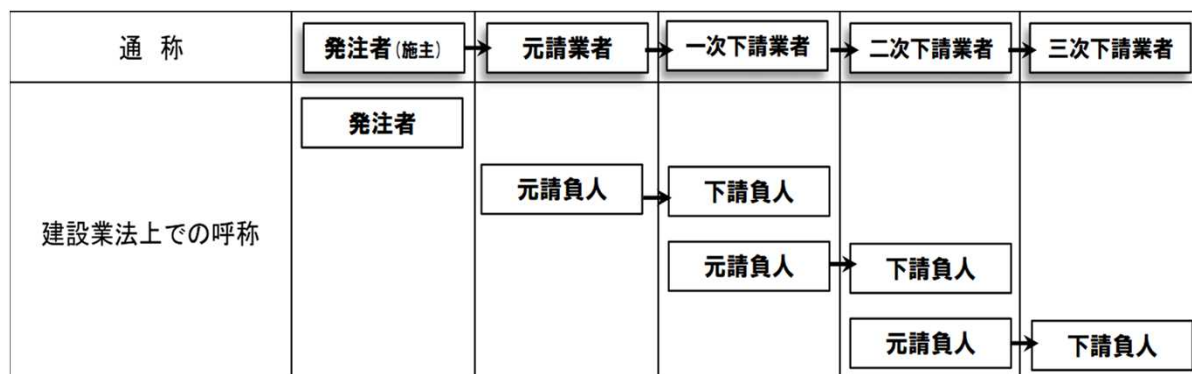 通 称
発注者(施主)
元請業者
一次下請業者
二次下請業者
三次下請業者
建設業法上での呼称
発注者
元請負人
下請負人
元請負人
下請負人
元請負人
下請負人